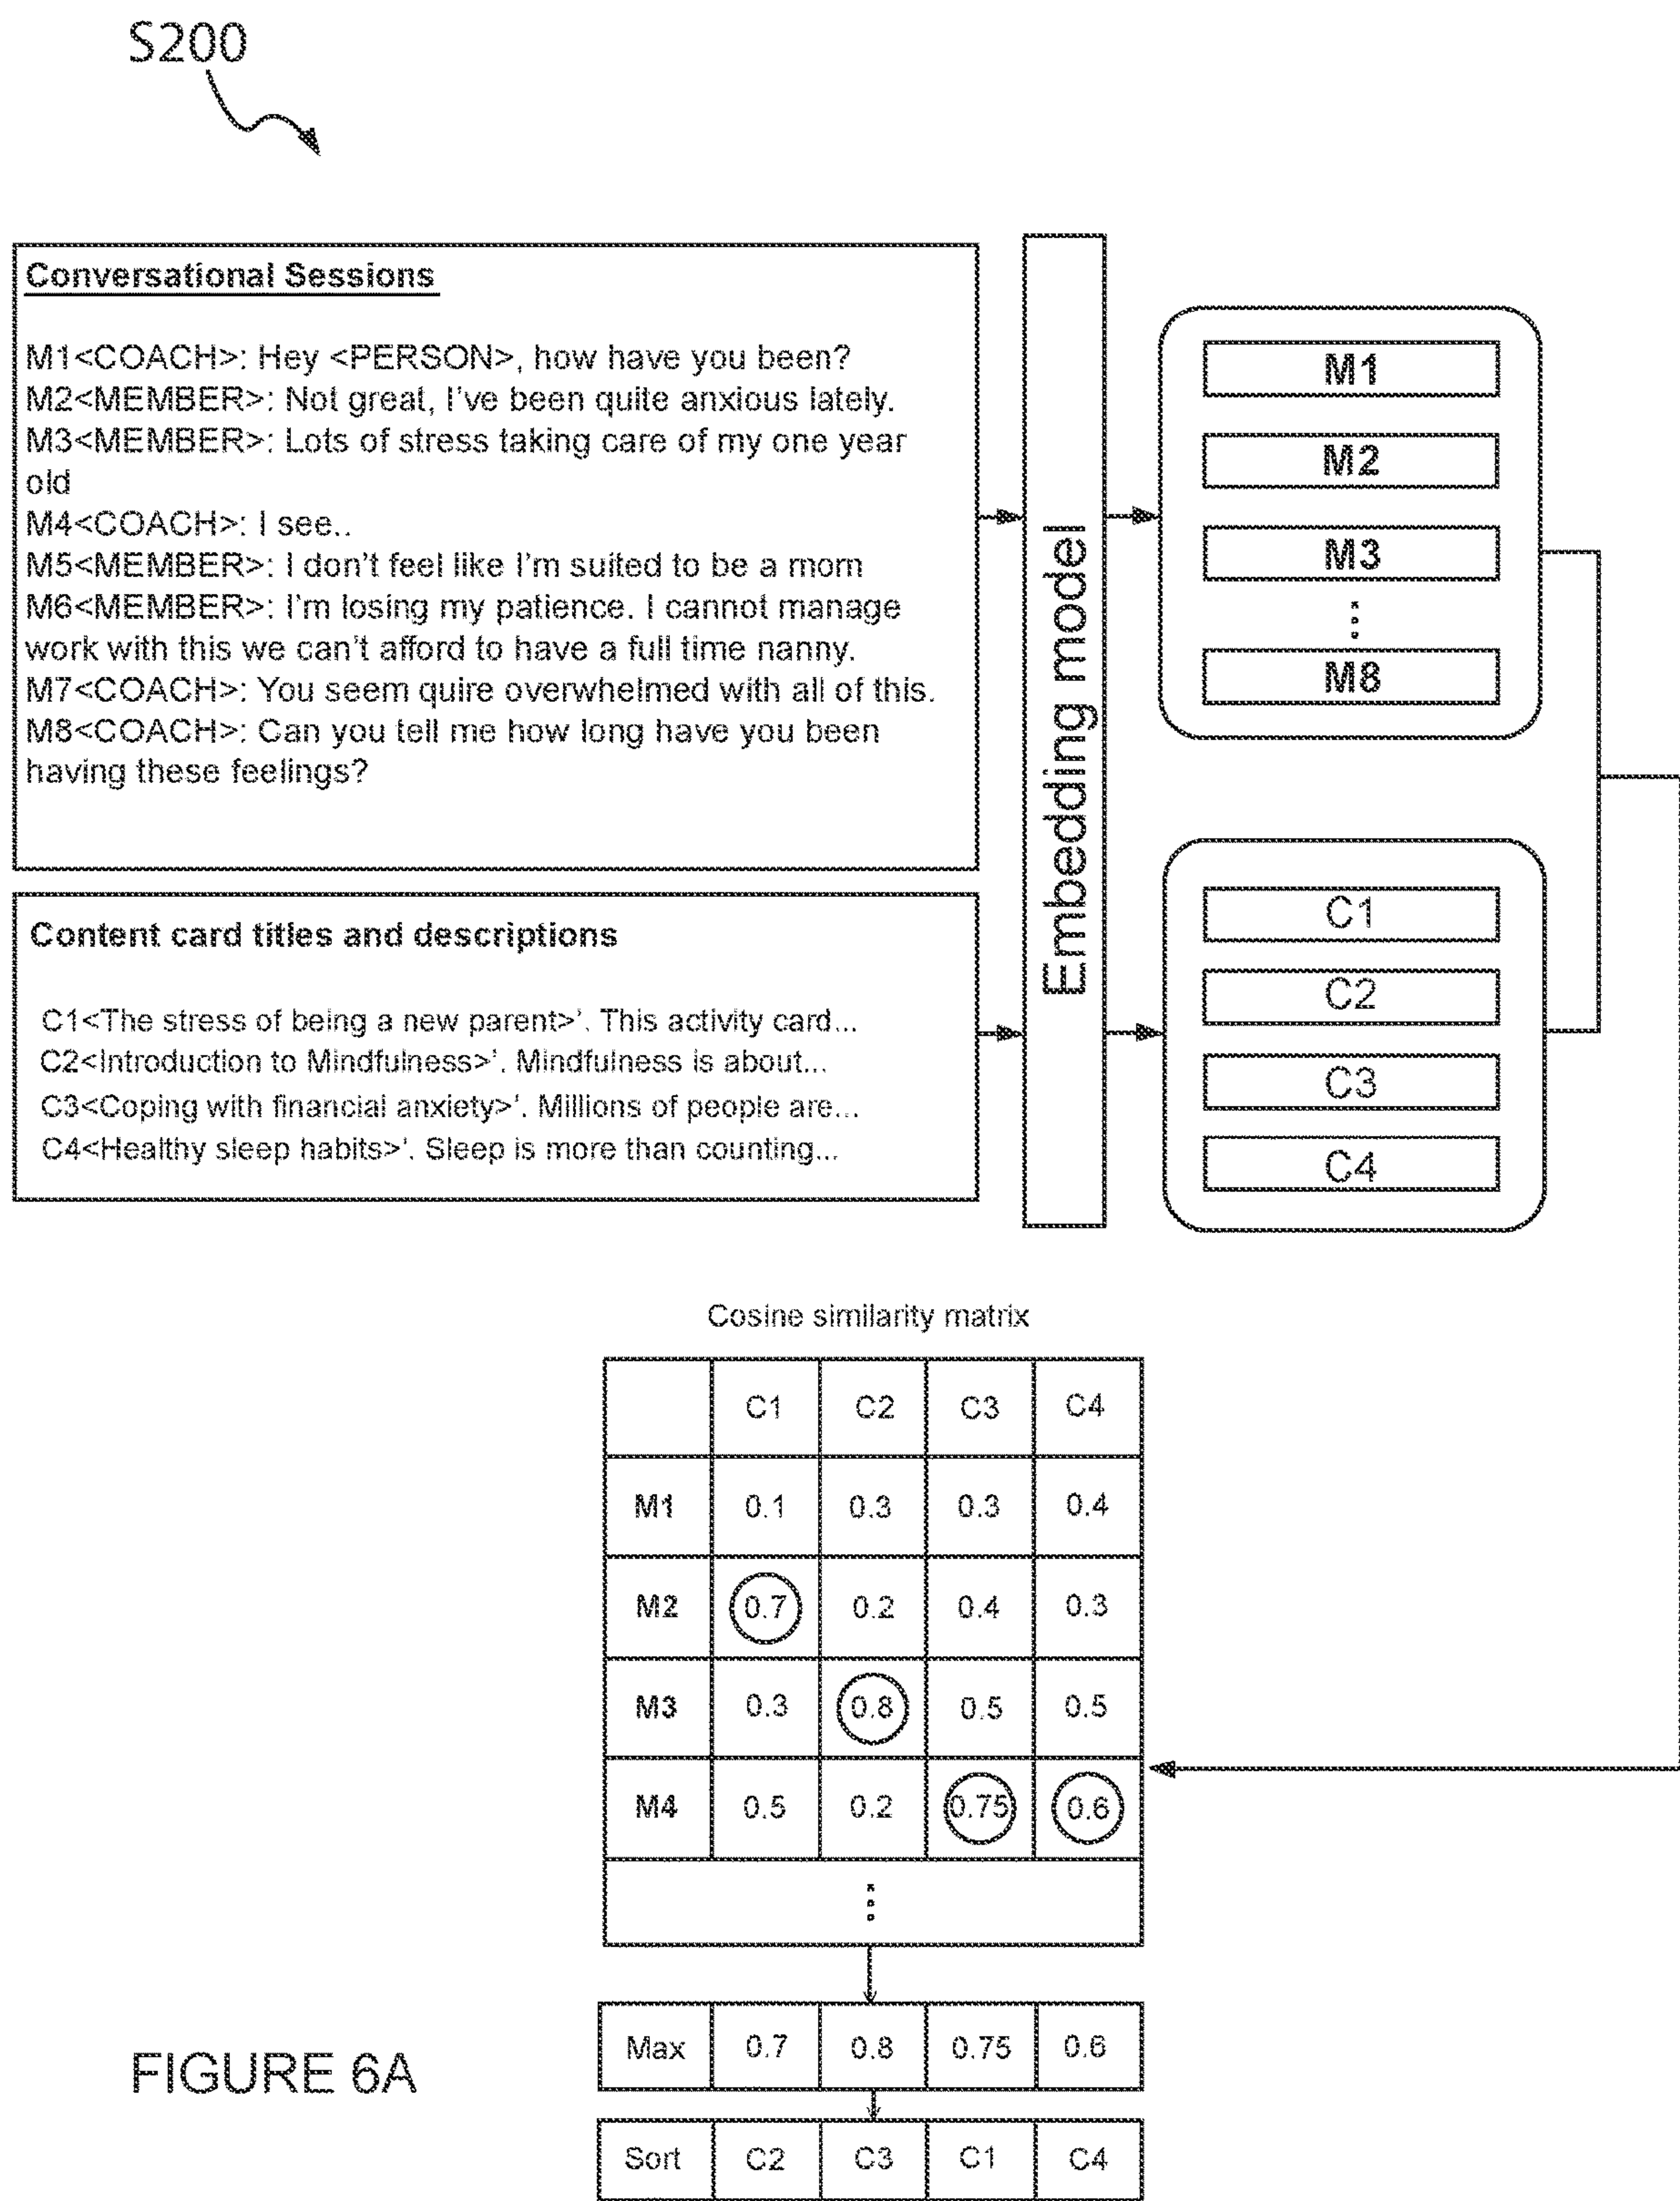 S200
Conversational Sessions
M1<COACH>: Hey <PERSON>, how have you been?
M2<MEMBER>: Not great, I've been quite anxious lately.
M3<MEMBER>: Lots of stress taking care of my one year
old
M4<COACH>: I see..
M5<MEMBER>: I don't feel like I'm suited to be a mom
M6<MEMBER>: I'm losing my patience. I cannot manage
work with this we can't afford to have a full time nanny.
M7<COACH>: You seem quire overwhelmed with all of this.
M8<COACH>: Can you tell me how long have you been
having these feelings?
Content card titles and descriptions
C1<The stress of being a new parent>'. This activity card...
C2<Introduction to Mindfulness>'. Mindfulness is about...
C3<Coping with financial anxiety>'. Millions of people are...
C4<Healthy sleep habits>'. Sleep is more than counting...
Embedding model
M1
M2
M3
⋮
M8
C1
C2
C3
C4
Cosine similarity matrix
C1 C2 C3 C4
M1 0.1 0.3 0.3 0.4
M2 0.7 0.2 0.4 0.3
M3 0.3 0.8 0.5 0.5
M4 0.5 0.2 0.75 0.6
⋮
Max 0.7 0.8 0.75 0.6
Sort C2 C3 C1 C4
FIGURE 6A